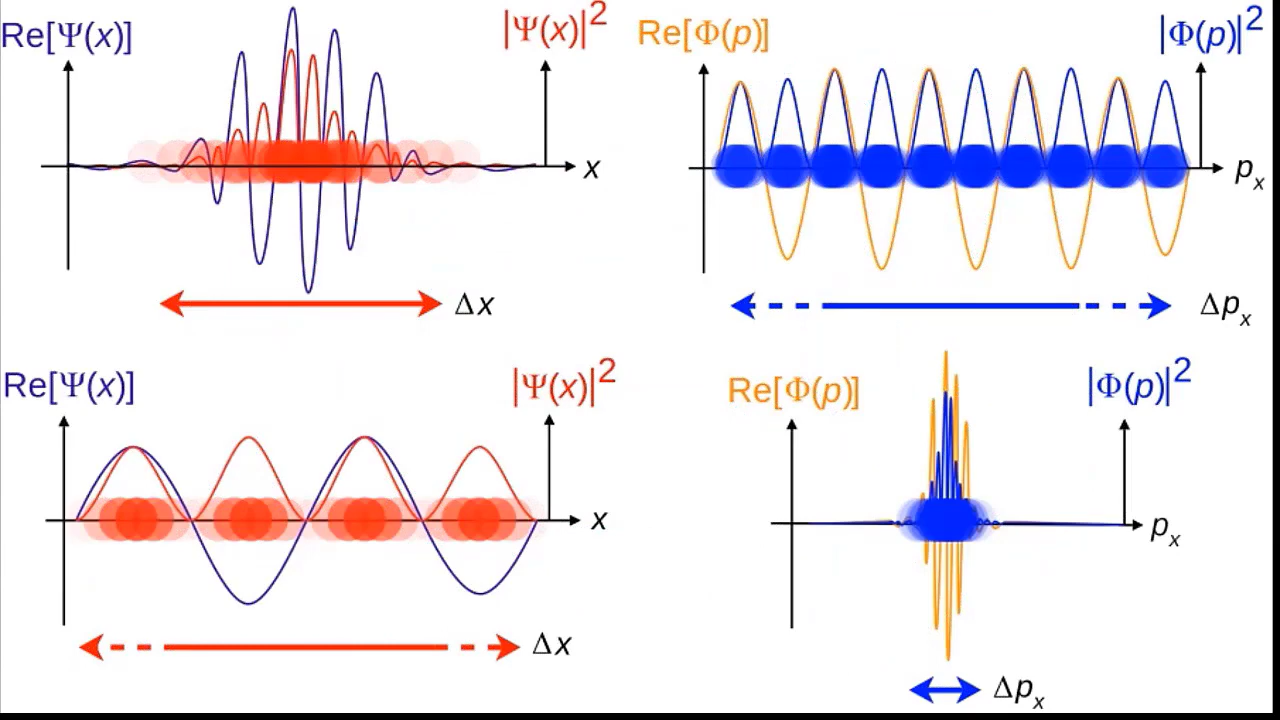 Re[Ψ(x)]
|Ψ(x)|²
x
Δx
Re[Φ(p)]
|Φ(p)|²
pₓ
Δpₓ
Re[Ψ(x)]
|Ψ(x)|²
x
Δx
Re[Φ(p)]
|Φ(p)|²
pₓ
Δpₓ